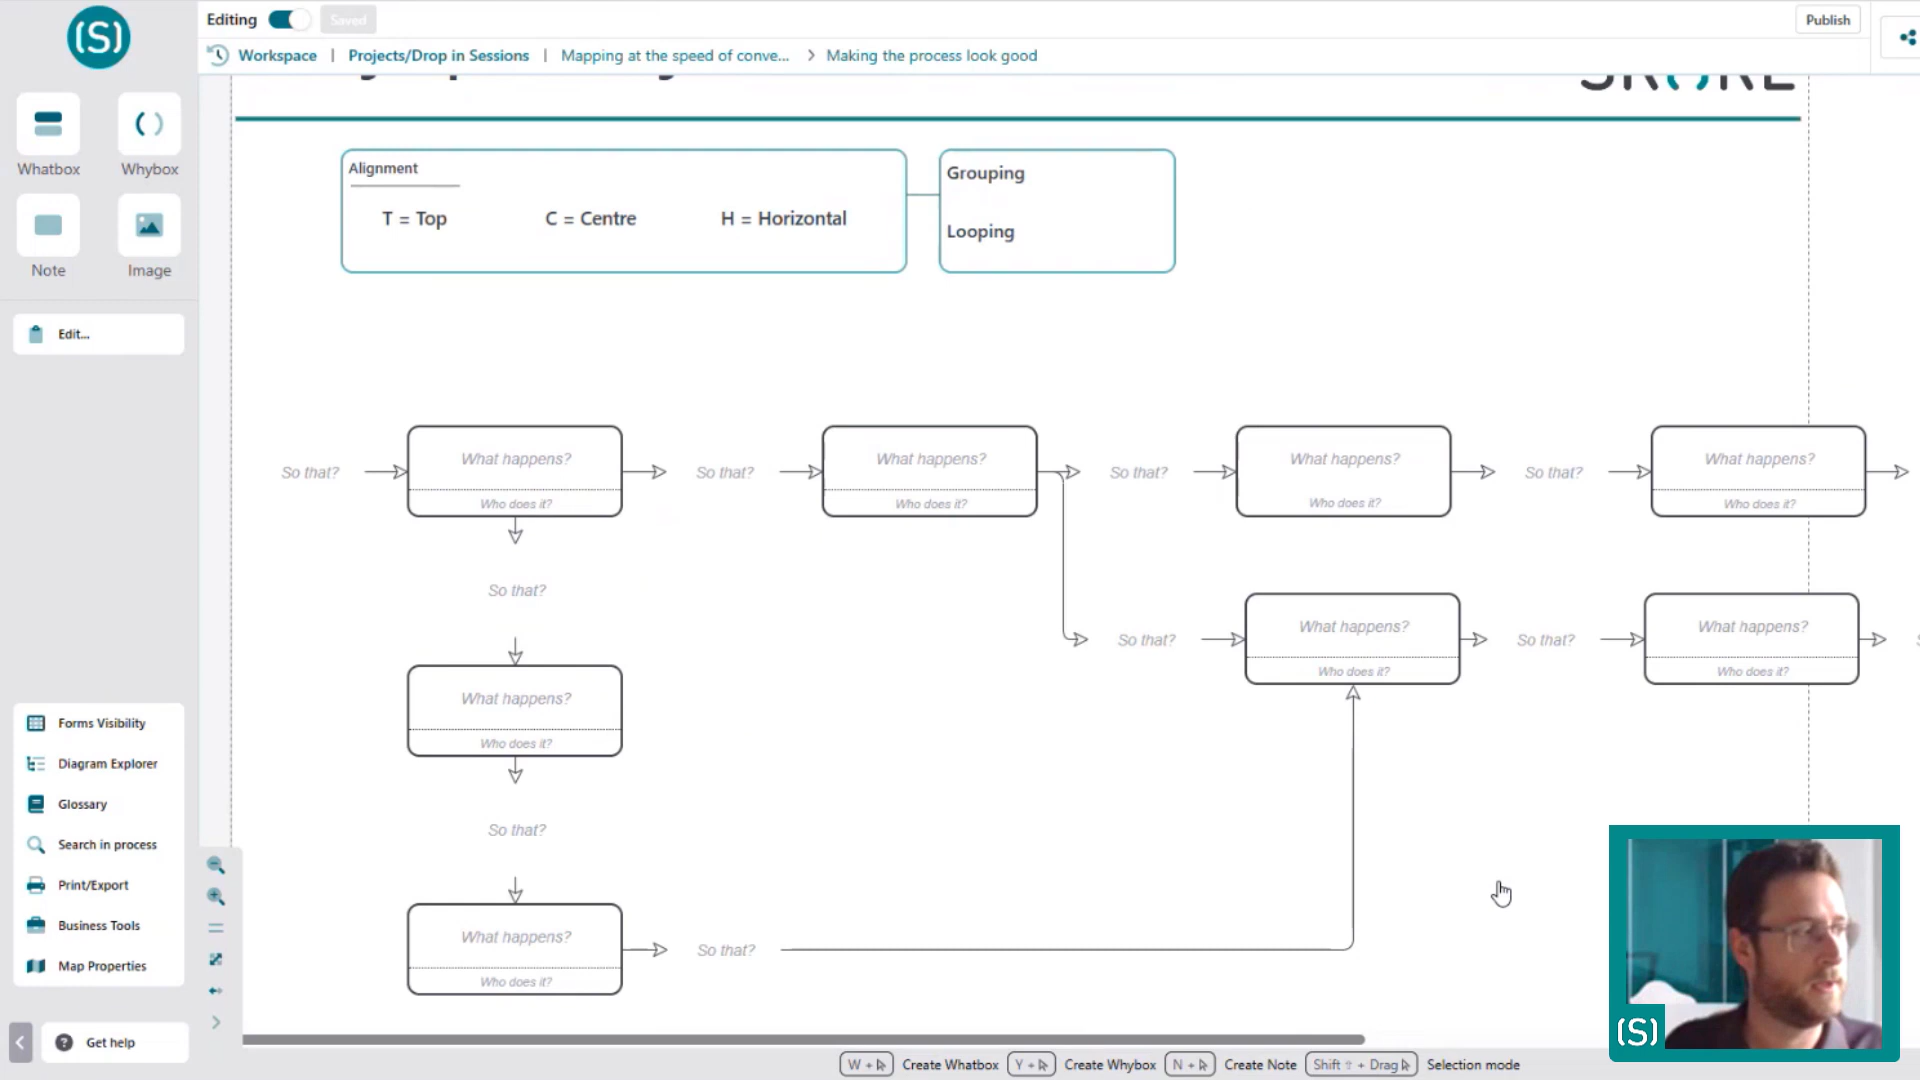 (S)
Editing
Saved
Publish
Workspace | Projects/Drop in Sessions | Mapping at the speed of conve... > Making the process look good
Whatbox
Whybox
Note
Image
Edit...
Alignment
T = Top
C = Centre
H = Horizontal
Grouping
Looping
So that?
What happens?
Who does it?
So that?
What happens?
Who does it?
So that?
What happens?
Who does it?
So that?
What happens?
Who does it?
So that?
So that?
What happens?
Who does it?
So that?
What happens?
Who does it?
What happens?
Who does it?
So that?
What happens?
Who does it?
So that?
Forms Visibility
Diagram Explorer
Glossary
Search in process
Print/Export
Business Tools
Map Properties
Get help
W + Create Whatbox
Y + Create Whybox
N + Create Note
Shift ⇧ + Drag Selection mode
(S)